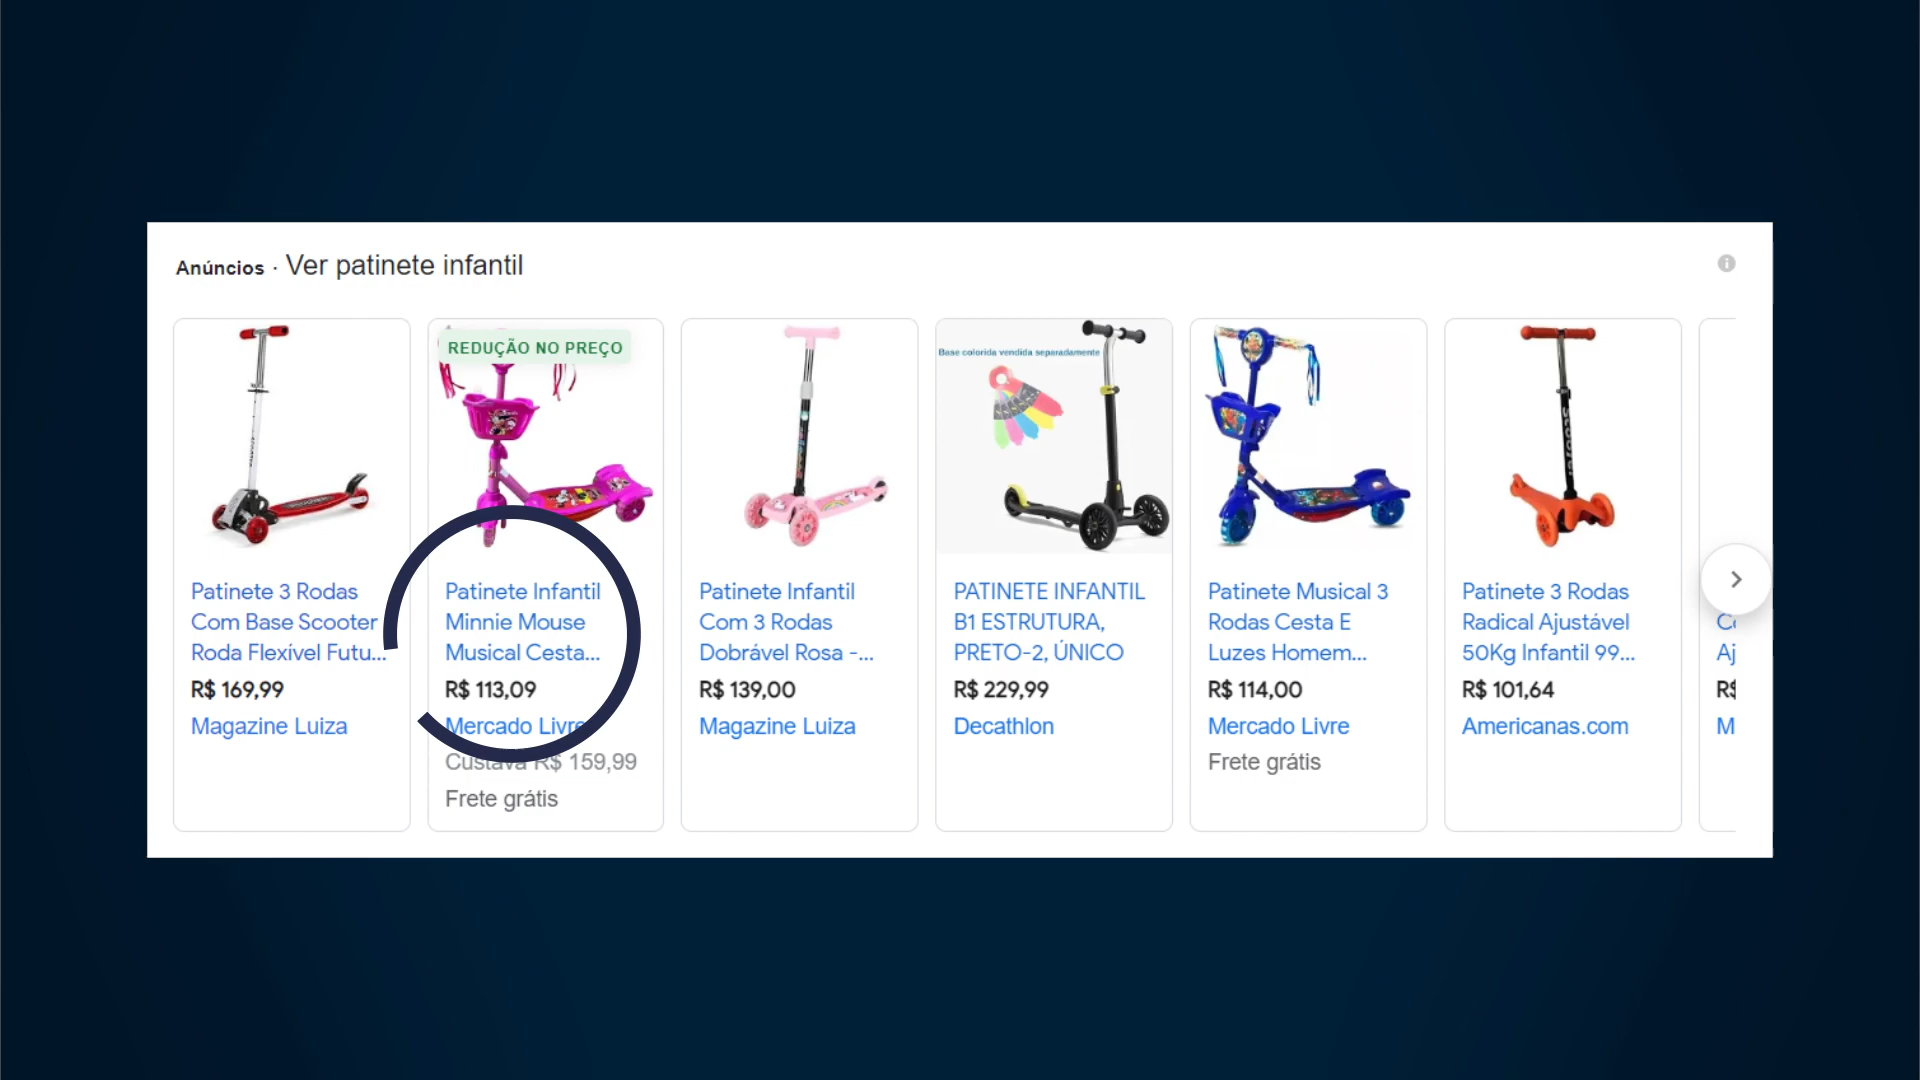 Anúncios · Ver patinete infantil
REDUÇÃO NO PREÇO
Base colorida vendida separadamente
Patinete 3 Rodas
Com Base Scooter
Roda Flexível Futu...
R$ 169,99
Magazine Luiza
Patinete Infantil
Minnie Mouse
Musical Cesta...
R$ 113,09
Mercado Livre
Custava R$ 159,99
Frete grátis
Patinete Infantil
Com 3 Rodas
Dobrável Rosa -...
R$ 139,00
Magazine Luiza
PATINETE INFANTIL
B1 ESTRUTURA,
PRETO-2, ÚNICO
R$ 229,99
Decathlon
Patinete Musical 3
Rodas Cesta E
Luzes Homem...
R$ 114,00
Mercado Livre
Frete grátis
Scooter
Patinete 3 Rodas
Radical Ajustável
50Kg Infantil 99...
R$ 101,64
Americanas.com
Aj
R$
M